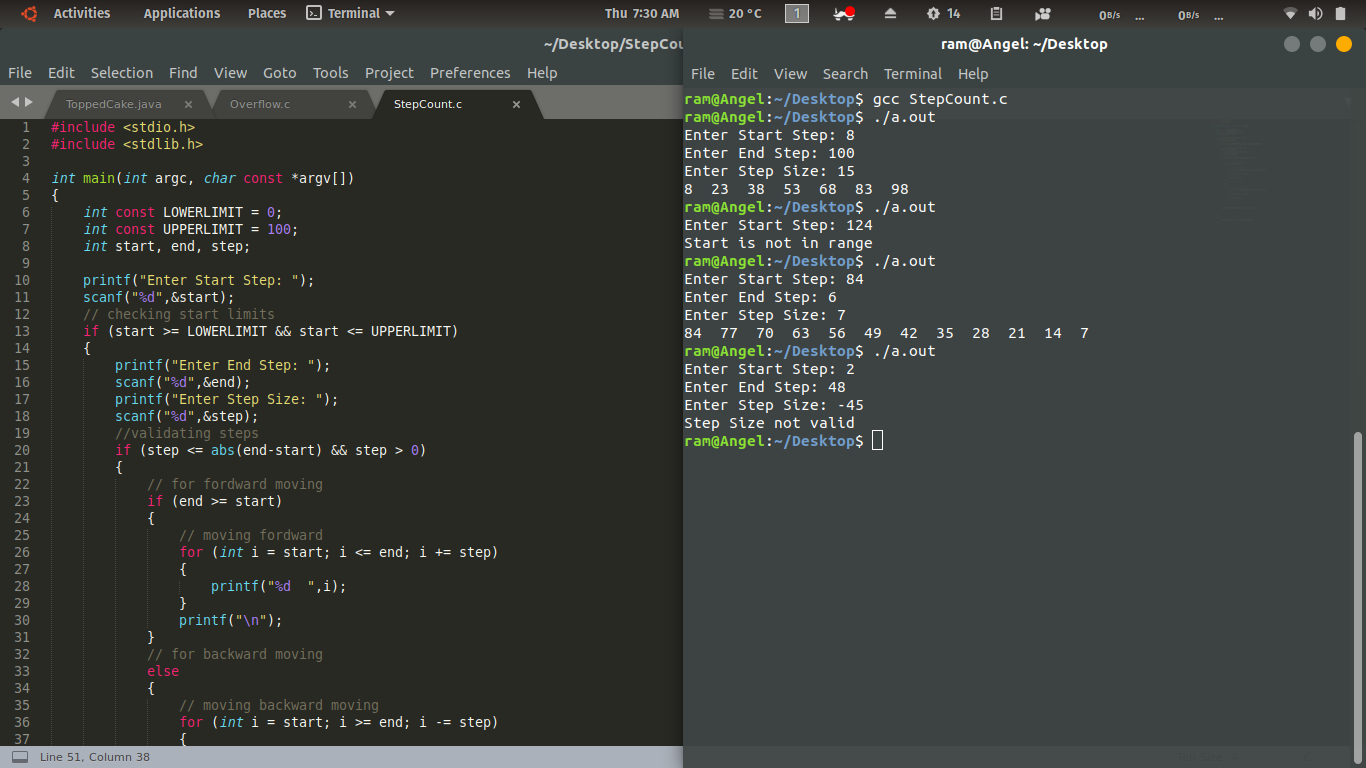 Activities Applications Places Terminal Thu 7:30 AM 20 °C 1 14 0B/s ... 0B/s ...
~/Desktop/StepCou
File Edit Selection Find View Goto Tools Project Preferences Help
ToppedCake.java × Overflow.c × StepCount.c ×
1 #include <stdio.h>
2 #include <stdlib.h>
3
4 int main(int argc, char const *argv[])
5 {
6     int const LOWERLIMIT = 0;
7     int const UPPERLIMIT = 100;
8     int start, end, step;
9
10     printf("Enter Start Step: ");
11     scanf("%d",&start);
12     // checking start limits
13     if (start >= LOWERLIMIT && start <= UPPERLIMIT)
14     {
15         printf("Enter End Step: ");
16         scanf("%d",&end);
17         printf("Enter Step Size: ");
18         scanf("%d",&step);
19         //validating steps
20         if (step <= abs(end-start) && step > 0)
21         {
22             // for fordward moving
23             if (end >= start)
24             {
25                 // moving fordward
26                 for (int i = start; i <= end; i += step)
27                 {
28                     printf("%d  ",i);
29                 }
30                 printf("\n");
31             }
32             // for backward moving
33             else
34             {
35                 // moving backward moving
36                 for (int i = start; i >= end; i -= step)
37                 {
Line 51, Column 38
ram@Angel: ~/Desktop
File Edit View Search Terminal Help
ram@Angel:~/Desktop$ gcc StepCount.c
ram@Angel:~/Desktop$ ./a.out
Enter Start Step: 8
Enter End Step: 100
Enter Step Size: 15
8  23  38  53  68  83  98
ram@Angel:~/Desktop$ ./a.out
Enter Start Step: 124
Start is not in range
ram@Angel:~/Desktop$ ./a.out
Enter Start Step: 84
Enter End Step: 6
Enter Step Size: 7
84  77  70  63  56  49  42  35  28  21  14  7
ram@Angel:~/Desktop$ ./a.out
Enter Start Step: 2
Enter End Step: 48
Enter Step Size: -45
Step Size not valid
ram@Angel:~/Desktop$